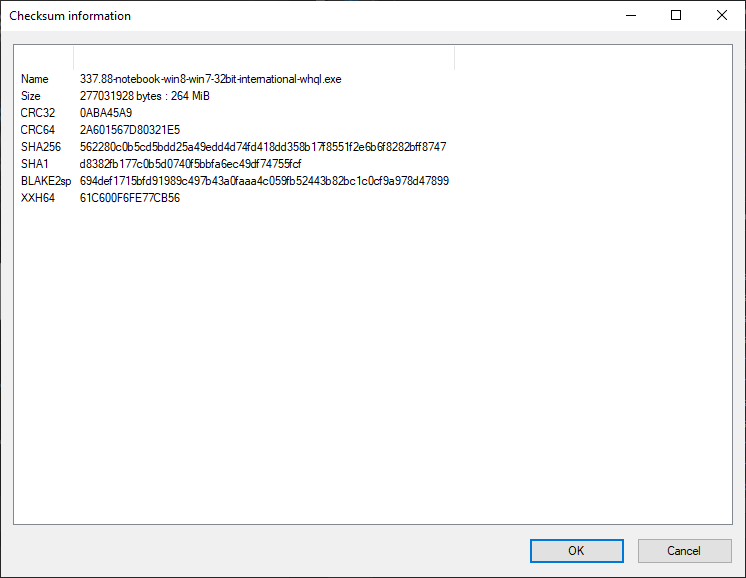 Checksum information
Name 337.88-notebook-win8-win7-32bit-international-whql.exe
Size 277031928 bytes : 264 MiB
CRC32 0ABA45A9
CRC64 2A601567D80321E5
SHA256 562280c0b5cd5bdd25a49edd4d74fd418dd358b17f8551f2e6b6f8282bff8747
SHA1 d8382fb177c0b5d0740f5bbfa6ec49df74755fcf
BLAKE2sp 694def1715bfd91989c497b43a0faaa4c059fb52443b82bc1c0cf9a978d47899
XXH64 61C600F6FE77CB56
OK Cancel